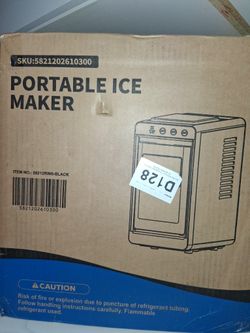 SKU:5821202610300
PORTABLE ICE
MAKER
5821202610300
D128
CAUTION
Risk of fire or explosion due to puncture of refrigerant tubing.
Follow handling instructions carefully. Flammable
refrigerant used.